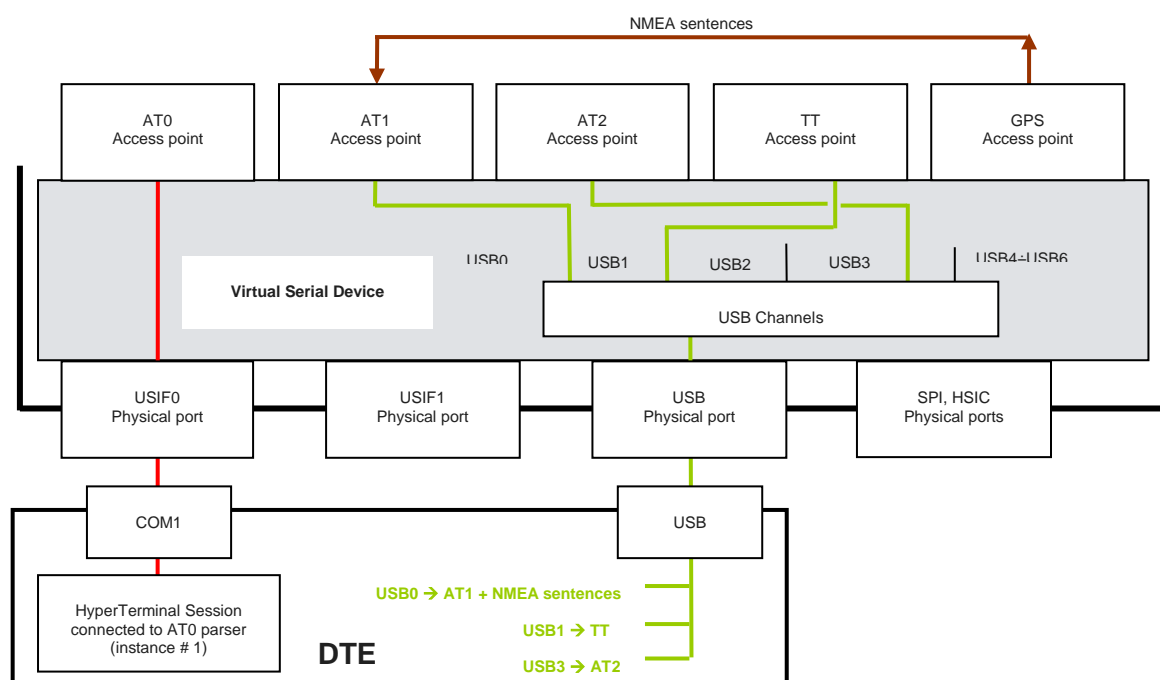 NMEA sentences
AT0
Access point
AT1
Access point
AT2
Access point
TT
Access point
GPS
Access point
USB0
USB1
USB2
USB3
USB4÷USB6
Virtual Serial Device
USB Channels
USIF0
Physical port
USIF1
Physical port
USB
Physical port
SPI, HSIC
Physical ports
COM1
USB
HyperTerminal Session
connected to AT0 parser
(instance # 1)
DTE
USB0 → AT1 + NMEA sentences
USB1 → TT
USB3 → AT2